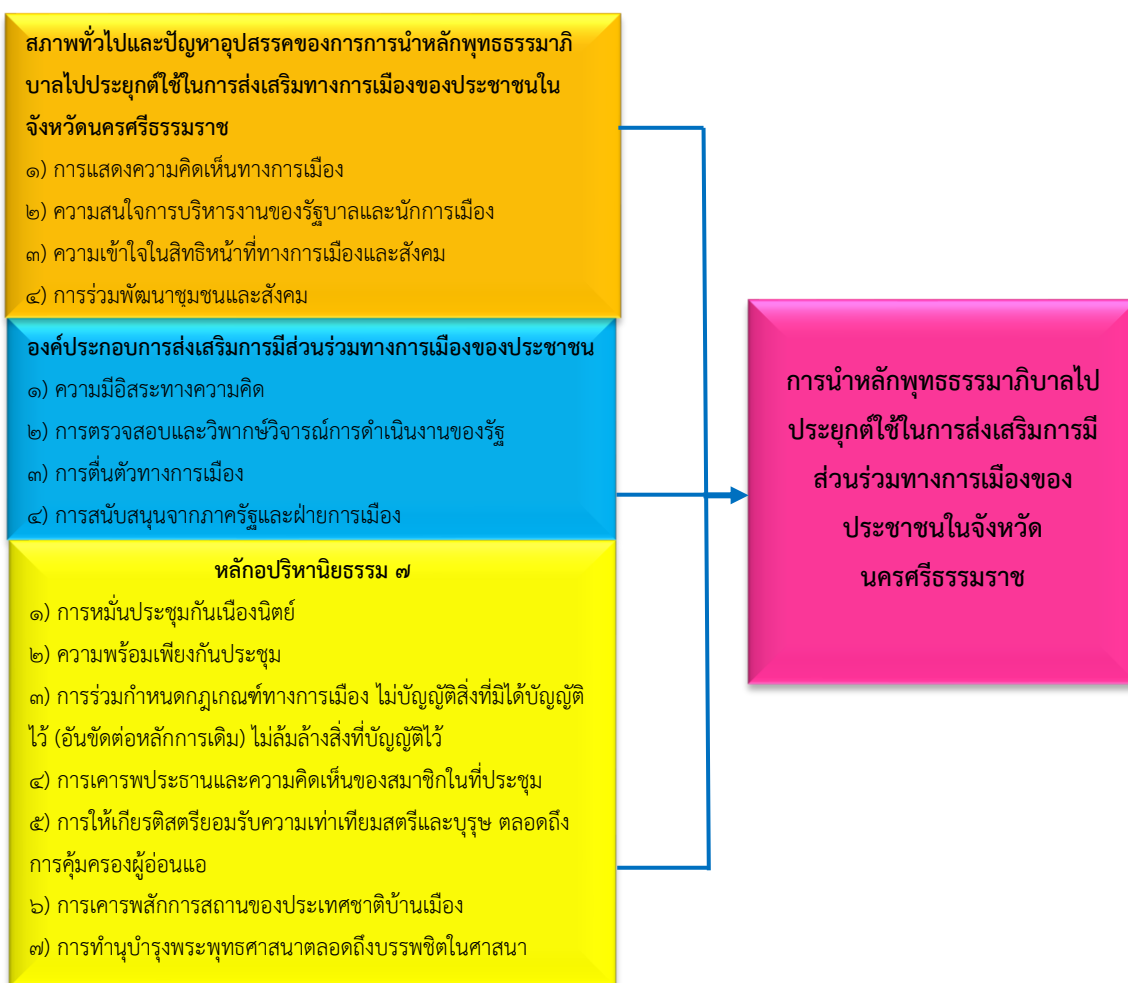 สภาพทั่วไปและปัญหาอุปสรรคของการการนำหลักพุทธธรรมาภิ
บาลไปประยุกต์ใช้ในการส่งเสริมทางการเมืองของประชาชนใน
จังหวัดนครศรีธรรมราช
๑) การแสดงความคิดเห็นทางการเมือง
๒) ความสนใจการบริหารงานของรัฐบาลและนักการเมือง
๓) ความเข้าใจในสิทธิหน้าที่ทางการเมืองและสังคม
๔) การร่วมพัฒนาชุมชนและสังคม
องค์ประกอบการส่งเสริมการมีส่วนร่วมทางการเมืองของประชาชน
๑) ความมีอิสระทางความคิด
๒) การตรวจสอบและวิพากษ์วิจารณ์การดำเนินงานของรัฐ
๓) การตื่นตัวทางการเมือง
๔) การสนับสนุนจากภาครัฐและฝ่ายการเมือง
หลักอปริหานิยธรรม ๗
๑) การหมั่นประชุมกันเนืองนิตย์
๒) ความพร้อมเพียงกันประชุม
๓) การร่วมกำหนดกฎเกณฑ์ทางการเมือง ไม่บัญญัติสิ่งที่มิได้บัญญัติ
ไว้ (อันขัดต่อหลักการเดิม) ไม่ล้มล้างสิ่งที่บัญญัติไว้
๔) การเคารพประธานและความคิดเห็นของสมาชิกในที่ประชุม
๕) การให้เกียรติสตรียอมรับความเท่าเทียมสตรีและบุรุษ ตลอดถึง
การคุ้มครองผู้อ่อนแอ
๖) การเคารพสักการสถานของประเทศชาติบ้านเมือง
๗) การทำนุบำรุงพระพุทธศาสนาตลอดถึงบรรพชิตในศาสนา
การนำหลักพุทธธรรมาภิบาลไป
ประยุกต์ใช้ในการส่งเสริมการมี
ส่วนร่วมทางการเมืองของ
ประชาชนในจังหวัด
นครศรีธรรมราช